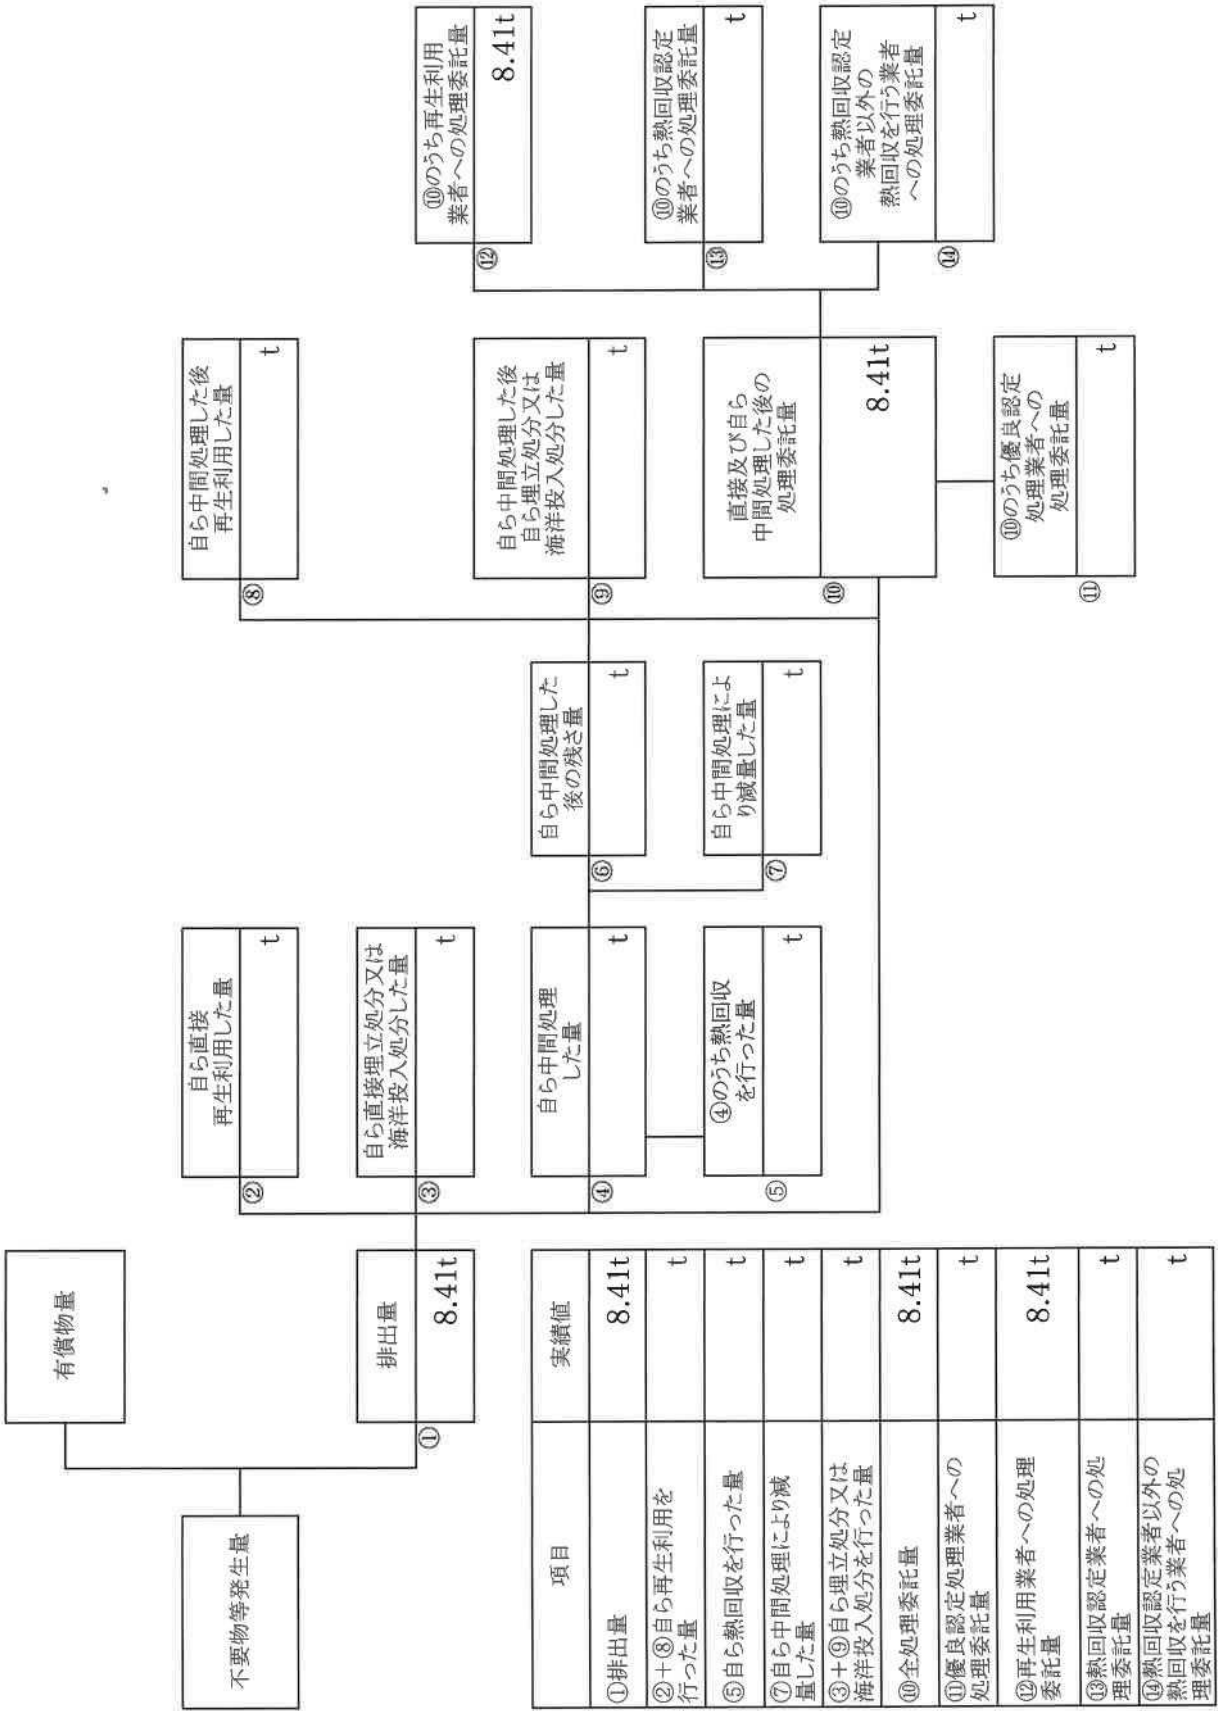 不要物等発生量
有償物量
①
排出量
8.41t
②
自ら直接
再生利用した量
t
③
自ら直接埋立処分又は
海洋投入処分した量
t
④
自ら中間処理
した量
t
⑤
④のうち熱回収
を行った量
t
⑥
自ら中間処理した
後の残さ量
t
⑦
自ら中間処理によ
り減量した量
t
⑧
自ら中間処理した後
再生利用した量
t
⑨
自ら中間処理した後
自ら埋立処分又は
海洋投入処分した量
t
⑩
直接及び自ら
中間処理した後の
処理委託量
8.41t
⑪
⑩のうち優良認定
処理業者への
処理委託量
t
⑫
⑩のうち再生利用
業者への処理委託量
8.41t
⑬
⑩のうち熱回収認定
業者への処理委託量
t
⑭
⑩のうち熱回収認定
業者以外の
熱回収を行う業者
への処理委託量
t
項目
実績値
①排出量
8.41t
②+⑧自ら再生利用を
行った量
t
⑤自ら熱回収を行った量
t
⑦自ら中間処理により減
量した量
t
③+⑨自ら埋立処分又は
海洋投入処分を行った量
t
⑩全処理委託量
8.41t
⑪優良認定処理業者への
処理委託量
t
⑫再生利用業者への処理
委託量
8.41t
⑬熱回収認定業者への処
理委託量
t
⑭熱回収認定業者以外の
熱回収を行う業者への処
理委託量
t